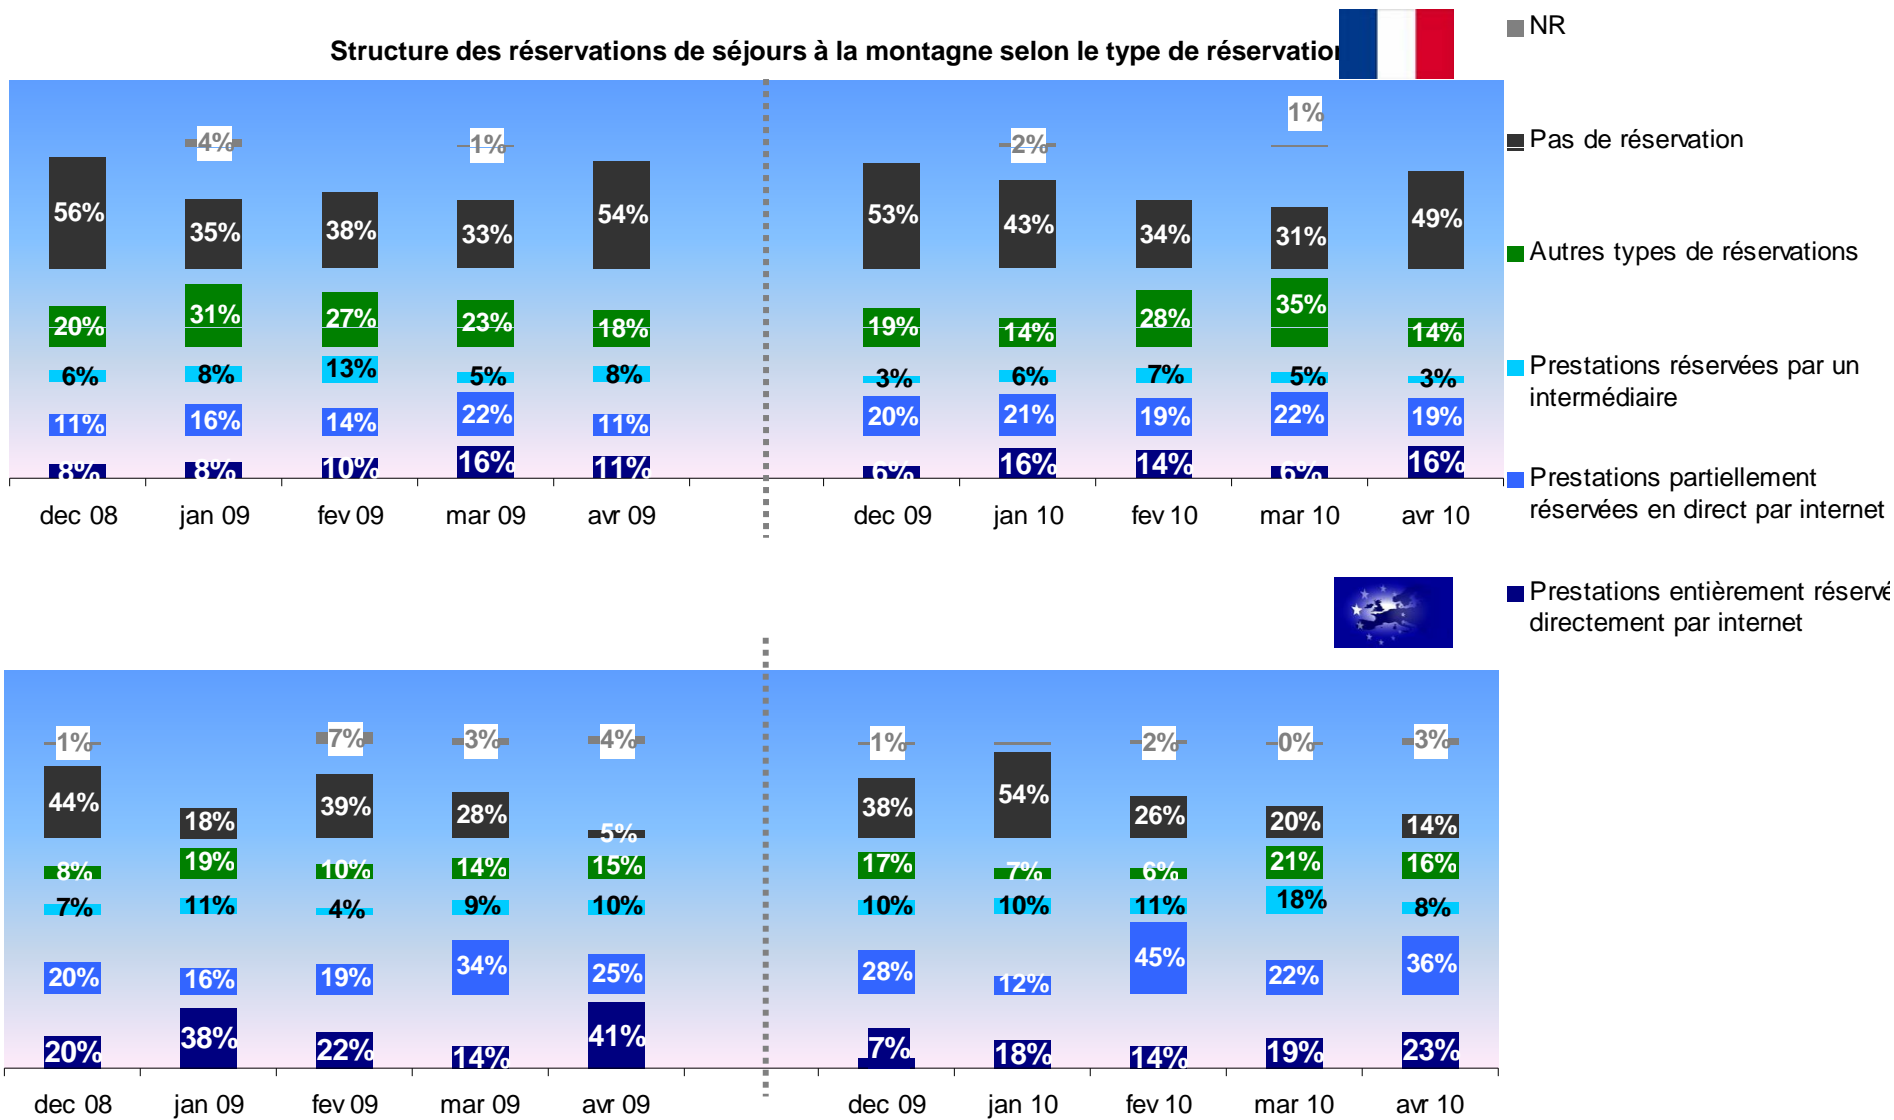 Structure des réservations de séjours à la montagne selon le type de réservation
NR
Pas de réservation
Autres types de réservations
Prestations réservées par un
intermédiaire
Prestations partiellement
réservées en direct par internet
Prestations entièrement réservé
directement par internet
4% 1% 2% 1%
56% 35% 38% 33% 54% 53% 43% 34% 31% 49%
20% 31% 27% 23% 18% 19% 14% 28% 35% 14%
6% 8% 13% 5% 8% 3% 6% 7% 5% 3%
11% 16% 14% 22% 11% 20% 21% 19% 22% 19%
8% 8% 10% 16% 11% 6% 16% 14% 6% 16%
dec 08 jan 09 fev 09 mar 09 avr 09 dec 09 jan 10 fev 10 mar 10 avr 10
1% 7% 3% 4% 1% 2% 0% 3%
44% 18% 39% 28% 5% 38% 54% 26% 20% 14%
8% 19% 10% 14% 15% 17% 7% 6% 21% 16%
7% 11% 4% 9% 10% 10% 10% 11% 18% 8%
20% 16% 19% 34% 25% 28% 12% 45% 22% 36%
20% 38% 22% 14% 41% 7% 18% 14% 19% 23%
dec 08 jan 09 fev 09 mar 09 avr 09 dec 09 jan 10 fev 10 mar 10 avr 10